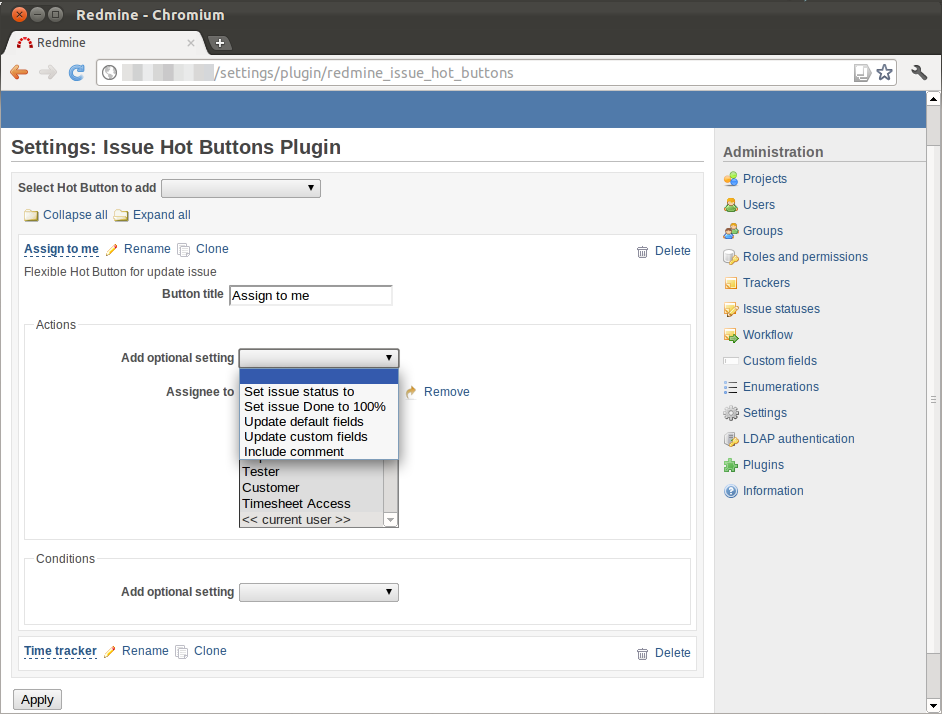 Redmine - Chromium
Redmine
/settings/plugin/redmine_issue_hot_buttons
Settings: Issue Hot Buttons Plugin
Select Hot Button to add
Collapse all Expand all
Assign to me Rename Clone Delete
Flexible Hot Button for update issue
Button title Assign to me
Actions
Add optional setting
Assignee to Remove
Set issue status to
Set issue Done to 100%
Update default fields
Update custom fields
Include comment
Tester
Customer
Timesheet Access
<< current user >>
Conditions
Add optional setting
Time tracker Rename Clone Delete
Apply
Administration
Projects
Users
Groups
Roles and permissions
Trackers
Issue statuses
Workflow
Custom fields
Enumerations
Settings
LDAP authentication
Plugins
Information